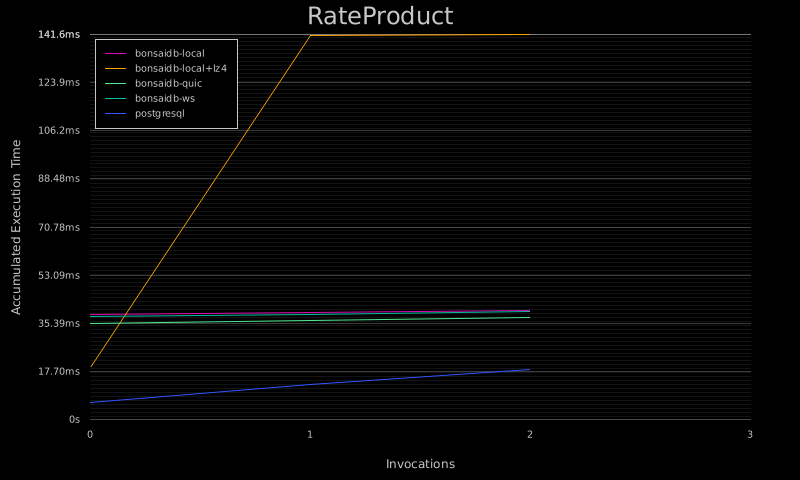 RateProduct
141.6ms
123.9ms
106.2ms
88.48ms
70.78ms
53.09ms
35.39ms
17.70ms
0s
Accumulated Execution Time
bonsaidb-local
bonsaidb-local+lz4
bonsaidb-quic
bonsaidb-ws
postgresql
0 1 2 3
Invocations